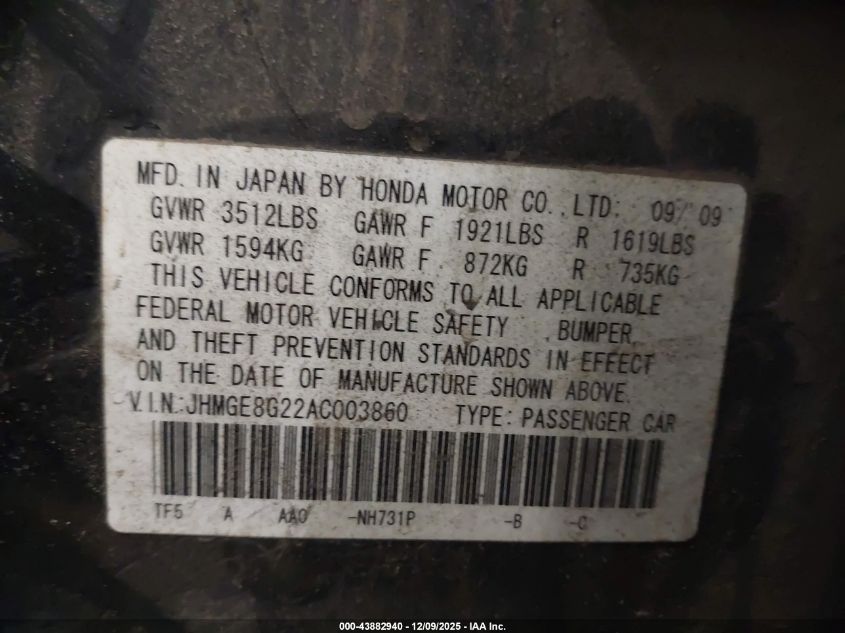 MFD. IN JAPAN BY HONDA MOTOR CO.,LTD. 09/09
GVWR 3512LBS GAWR F 1921LBS R 1619LBS
GVWR 1594KG GAWR F 872KG R 735KG
THIS VEHICLE CONFORMS TO ALL APPLICABLE
FEDERAL MOTOR VEHICLE SAFETY , BUMPER
AND THEFT PREVENTION STANDARDS IN EFFECT
ON THE DATE OF MANUFACTURE SHOWN ABOVE.
V.I.N:JHMGE8G22AC003860 TYPE:PASSENGER CAR
TF5 A AA0 -NH731P -B -C
000-43882940 - 12/09/2025 - IAA Inc.